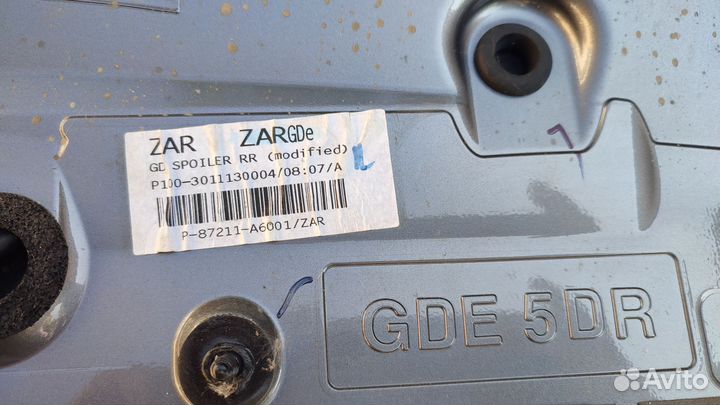 ZAR ZARGDe
GD SPOILER RR (modified)
P100-3011130004/08:07/A
L
P-87211-A6001/ZAR
GDE 5DR
Avito